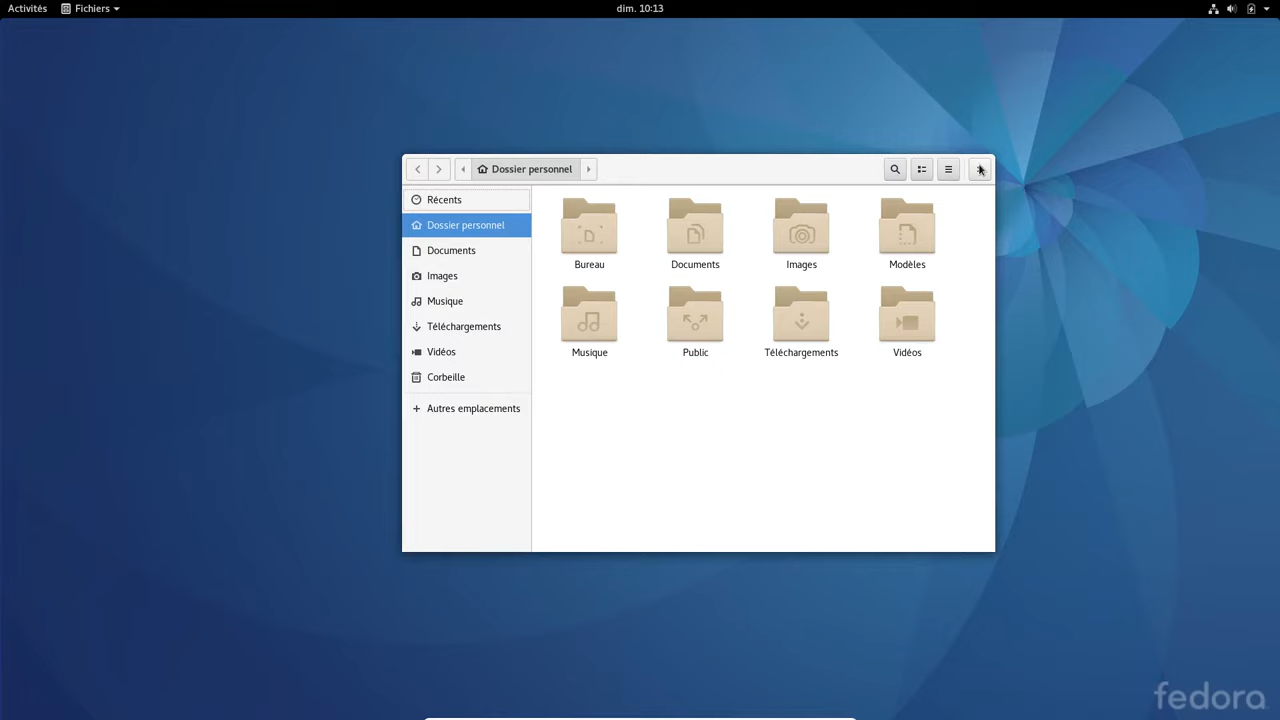 Activités Fichiers dim. 10:13
Dossier personnel
Récents
Dossier personnel
Documents
Images
Musique
Téléchargements
Vidéos
Corbeille
Autres emplacements
Bureau Documents Images Modèles
Musique Public Téléchargements Vidéos
fedora